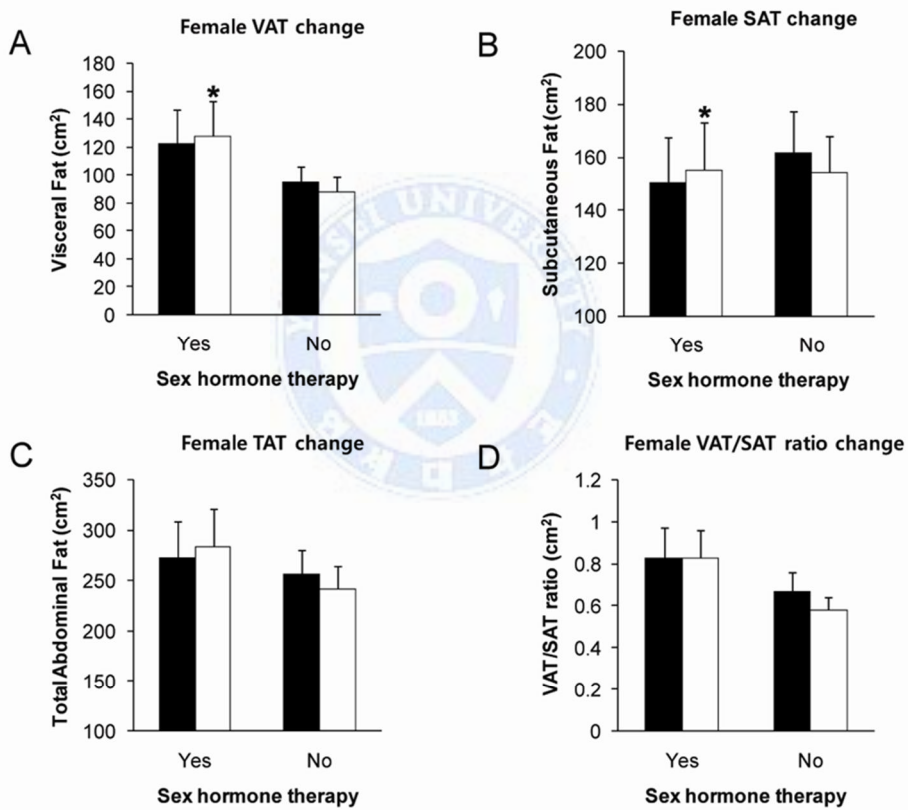 A
Female VAT change
Visceral Fat (cm²)
180
160
140
120
100
80
60
40
20
0
*
Yes
No
Sex hormone therapy
B
Female SAT change
Subcutaneous Fat (cm²)
200
180
160
140
120
100
*
Yes
No
Sex hormone therapy
C
Female TAT change
Total Abdominal Fat (cm²)
350
300
250
200
150
100
Yes
No
Sex hormone therapy
D
Female VAT/SAT ratio change
VAT/SAT ratio (cm²)
1.2
1
0.8
0.6
0.4
0.2
0
Yes
No
Sex hormone therapy
UNIVERSITY
1885